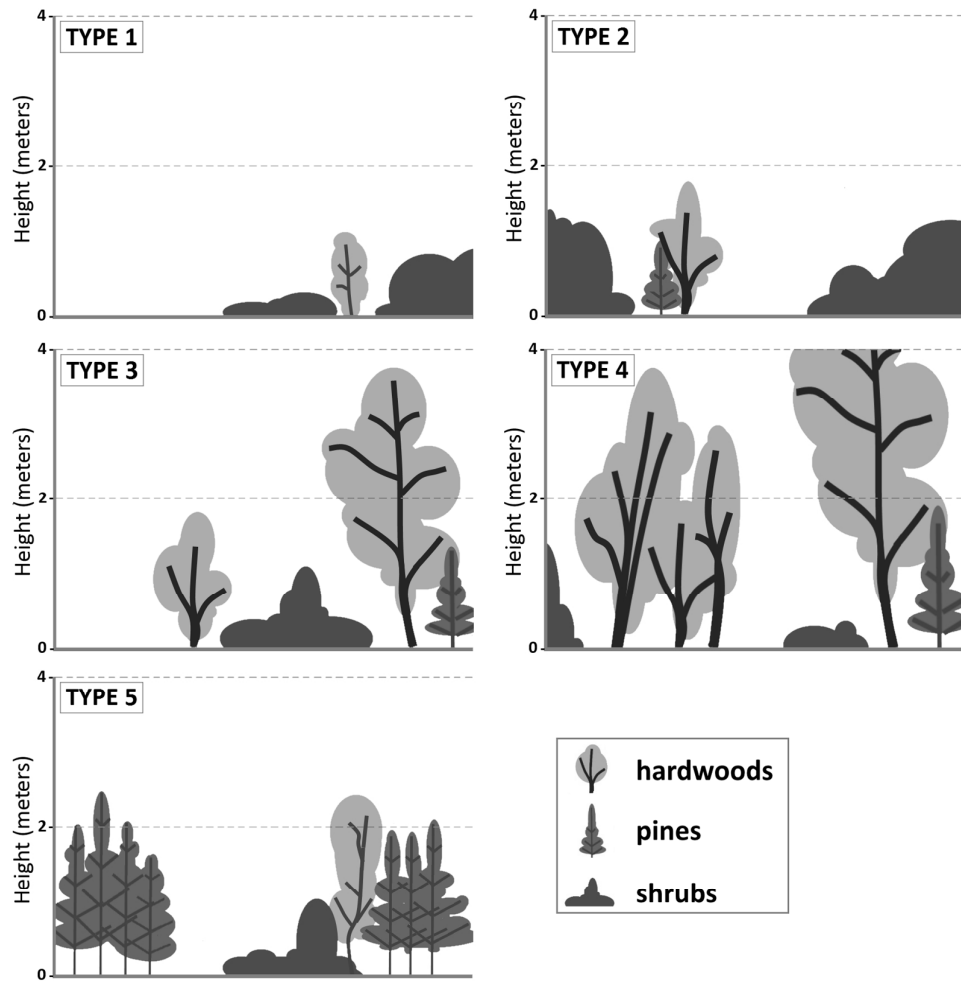 TYPE 1
Height (meters)
4
2
0
TYPE 2
Height (meters)
4
2
0
TYPE 3
Height (meters)
4
2
0
TYPE 4
Height (meters)
4
2
0
TYPE 5
Height (meters)
4
2
0
hardwoods
pines
shrubs